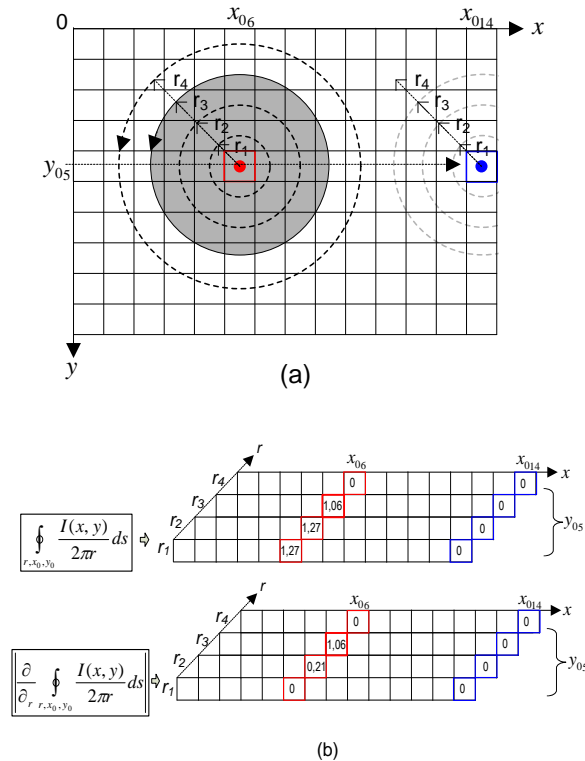 0 x₀₆ x₀₁₄ x
r₄ r₄
r₃ r₃
r₂ r₂
r₁ r₁
y₀₅
y
(a)
r
x₀₆ x₀₁₄ x
r₄ 0 0
r₃ 1,06 0
r₂ 1,27 0
r₁ 1,27 0
y₀₅
∮ r, x₀, y₀ I(x, y) / 2πr ds
r
x₀₆ x₀₁₄ x
r₄ 0 0
r₃ 1,06 0
r₂ 0,21 0
r₁ 0 0
y₀₅
|∂/∂ᵣ ∮ r, x₀, y₀ I(x, y) / 2πr ds|
(b)